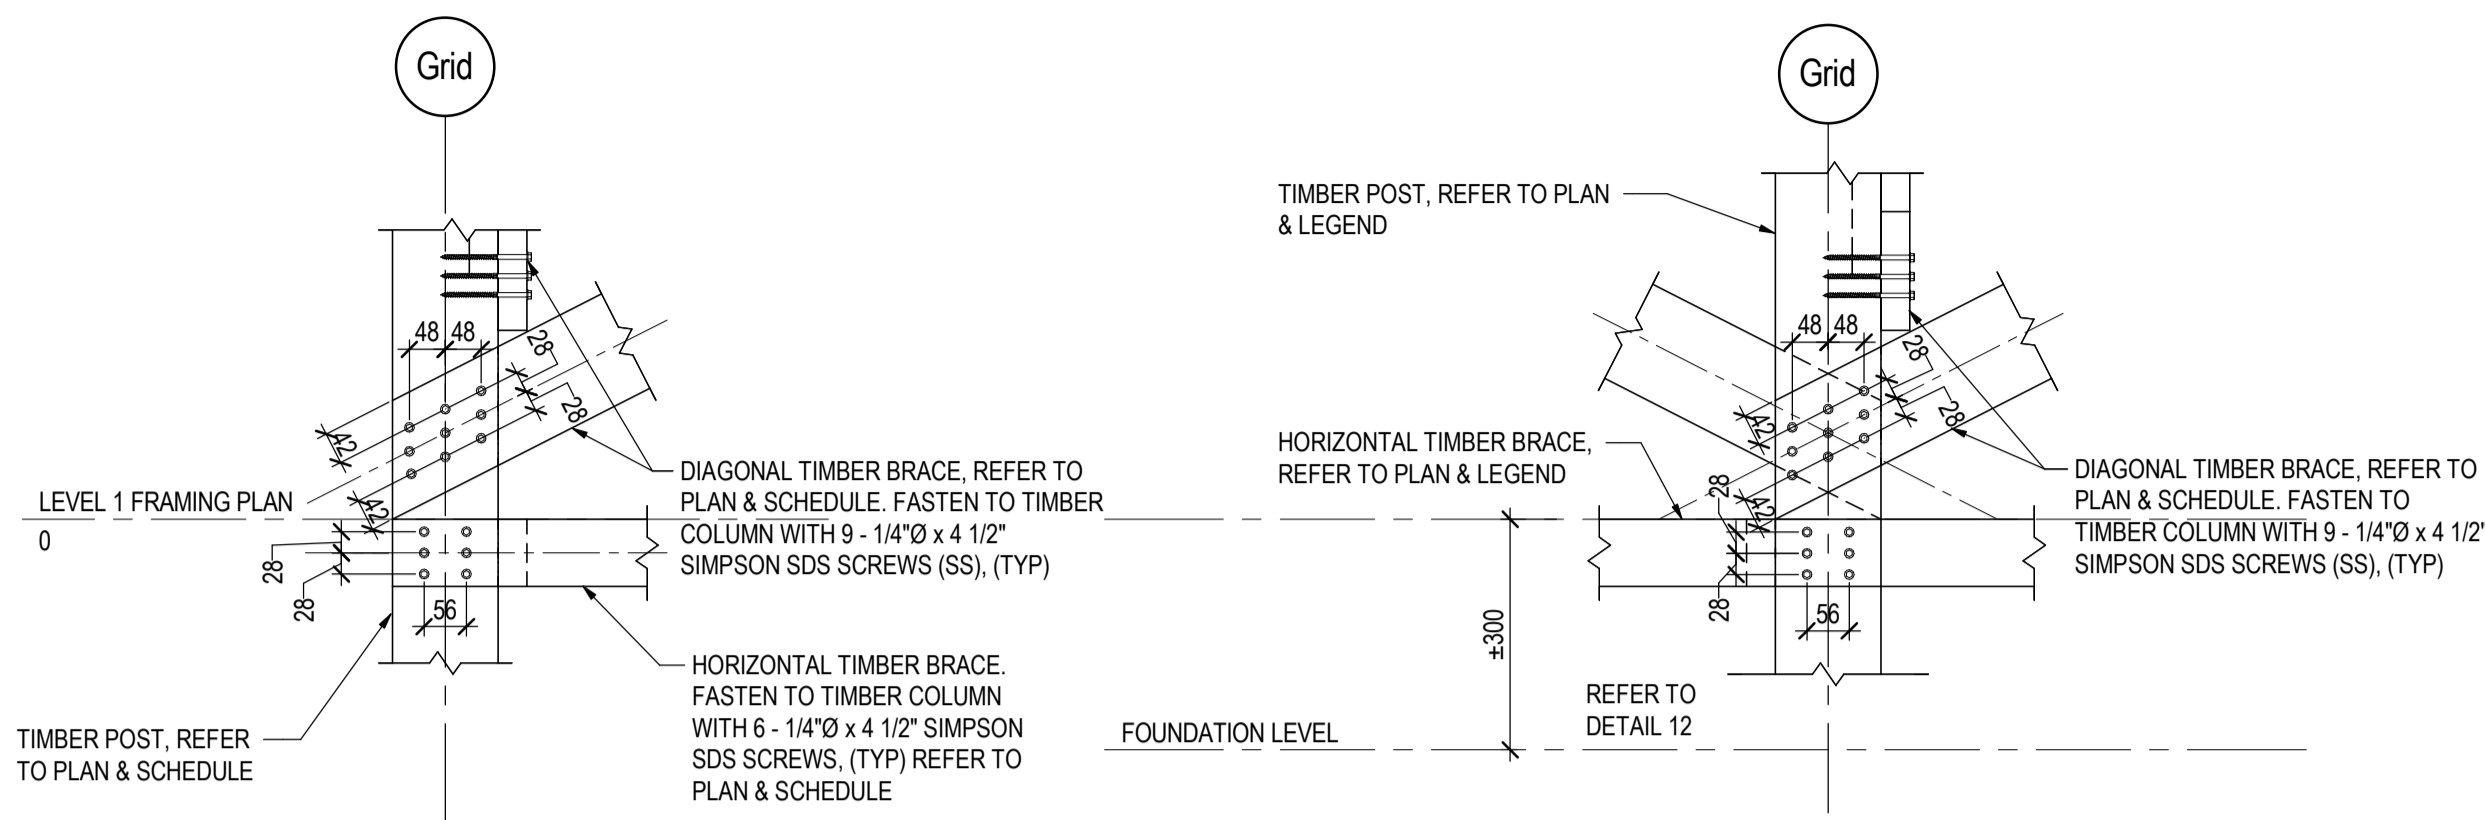 Grid
48 48
28
28
42
42
LEVEL 1 FRAMING PLAN
0
28
28
56
DIAGONAL TIMBER BRACE, REFER TO
PLAN & SCHEDULE. FASTEN TO TIMBER
COLUMN WITH 9 - 1/4"Ø x 4 1/2"
SIMPSON SDS SCREWS (SS), (TYP)
HORIZONTAL TIMBER BRACE.
FASTEN TO TIMBER COLUMN
WITH 6 - 1/4"Ø x 4 1/2" SIMPSON
SDS SCREWS, (TYP) REFER TO
PLAN & SCHEDULE
TIMBER POST, REFER
TO PLAN & SCHEDULE
Grid
TIMBER POST, REFER TO PLAN
& LEGEND
48 48
28
28
42
42
HORIZONTAL TIMBER BRACE,
REFER TO PLAN & LEGEND
28
28
56
DIAGONAL TIMBER BRACE, REFER TO
PLAN & SCHEDULE. FASTEN TO
TIMBER COLUMN WITH 9 - 1/4"Ø x 4 1/2'
SIMPSON SDS SCREWS (SS), (TYP)
±300
REFER TO
DETAIL 12
FOUNDATION LEVEL